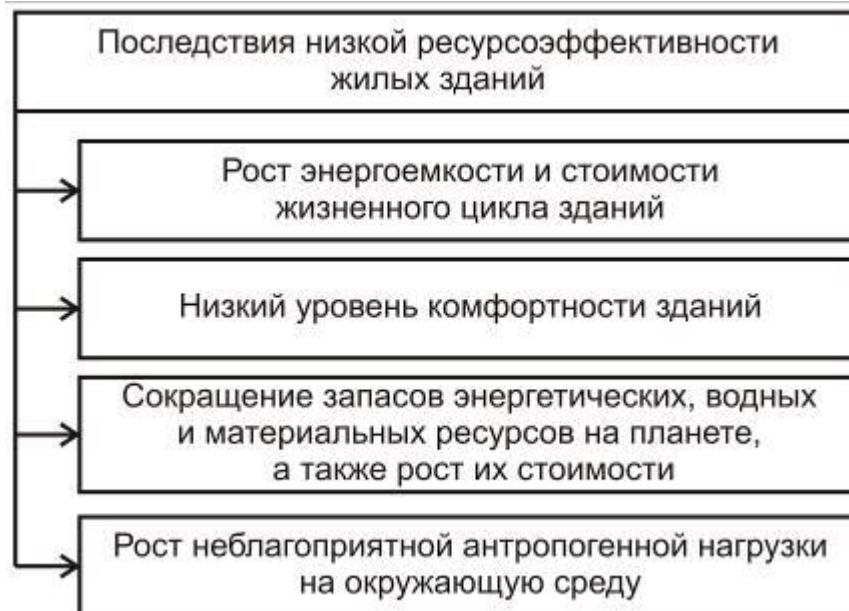 Последствия низкой ресурсоэффективности
жилых зданий
Рост энергоемкости и стоимости
жизненного цикла зданий
Низкий уровень комфортности зданий
Сокращение запасов энергетических, водных
и материальных ресурсов на планете,
а также рост их стоимости
Рост неблагоприятной антропогенной нагрузки
на окружающую среду